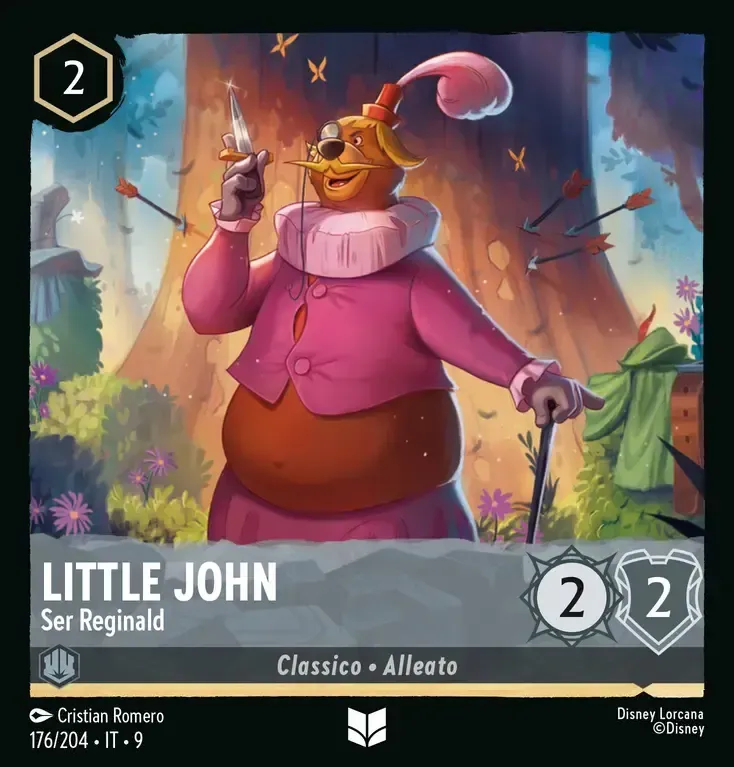 2
LITTLE JOHN
Ser Reginald
2 2
Classico • Alleato
Cristian Romero
176/204 • IT • 9
Disney Lorcana
©Disney